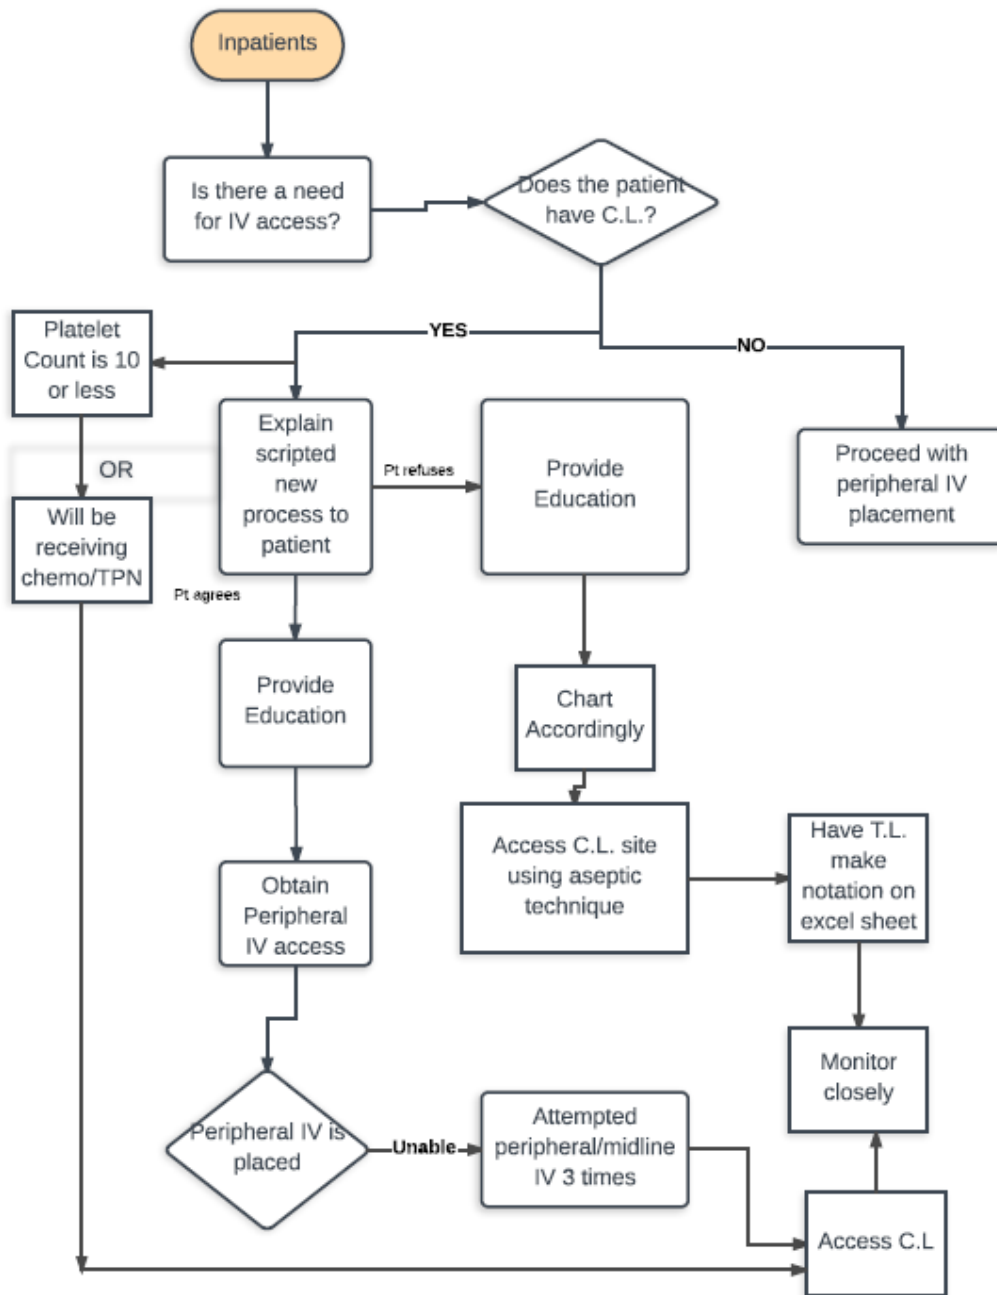 Inpatients
Is there a need
for IV access?
Does the patient
have C.L.?
YES
NO
Platelet
Count is 10
or less
OR
Will be
receiving
chemo/TPN
Explain
scripted
new
process to
patient
Pt refuses
Provide
Education
Proceed with
peripheral IV
placement
Pt agrees
Provide
Education
Chart
Accordingly
Access C.L. site
using aseptic
technique
Have T.L.
make
notation on
excel sheet
Obtain
Peripheral
IV access
Monitor
closely
Peripheral IV is
placed
Unable
Attempted
peripheral/midline
IV 3 times
Access C.L